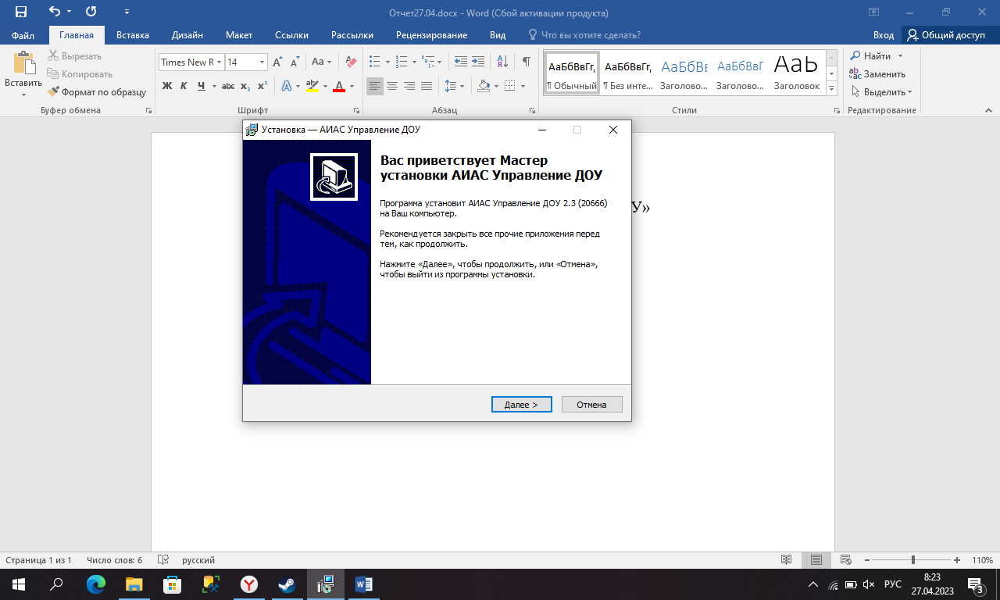 Отчет27.04.docx - Word (Сбой активации продукта)
Файл Главная Вставка Дизайн Макет Ссылки Рассылки Рецензирование Вид Что вы хотите сделать? Вход Общий доступ
Вставить
Вырезать
Копировать
Формат по образцу
Буфер обмена
Times New R 14
Ж К Ч abc x₂ x²
Шрифт
Абзац
АаБбВвГг, АаБбВвГг, АаБбВв АаБбВвГ АаЬ
¶ Обычный ¶ Без инте... Заголово... Заголово... Заголовок
Стили
Найти
Заменить
Выделить
Редактирование
Установка — АИАС Управление ДОУ
Вас приветствует Мастер
установки АИАС Управление ДОУ
Программа установит АИАС Управление ДОУ 2.3 (20666)
на Ваш компьютер.
Рекомендуется закрыть все прочие приложения перед
тем, как продолжить.
Нажмите «Далее», чтобы продолжить, или «Отмена»,
чтобы выйти из программы установки.
Далее > Отмена
У»
Страница 1 из 1 Число слов: 6 русский 110%
РУС
8:23
27.04.2023
3